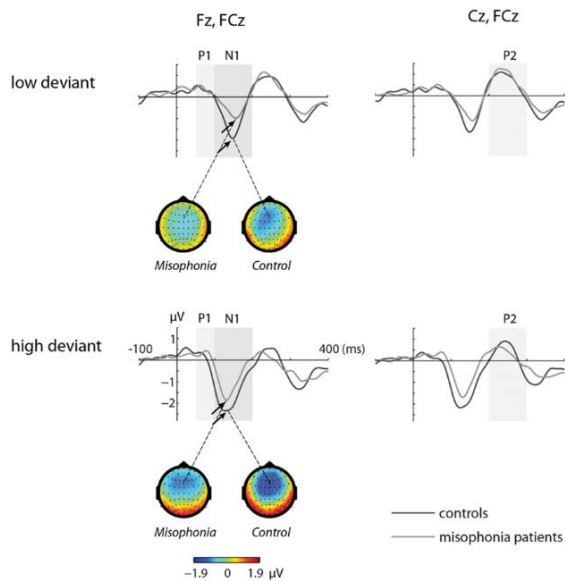 Fz, FCz
Cz, FCz
low deviant
P1 N1
P2
Misophonia Control
high deviant
µV P1 N1
P2
1
-100 400 (ms)
−1
−2
Misophonia Control
controls
misophonia patients
−1.9 0 1.9 µV